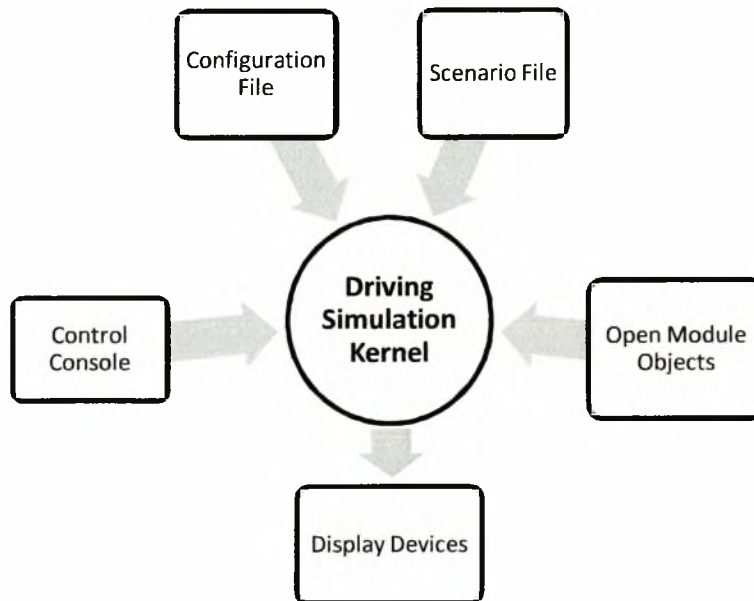 Configuration
File
Scenario File
Driving
Simulation
Kernel
Control
Console
Open Module
Objects
Display Devices